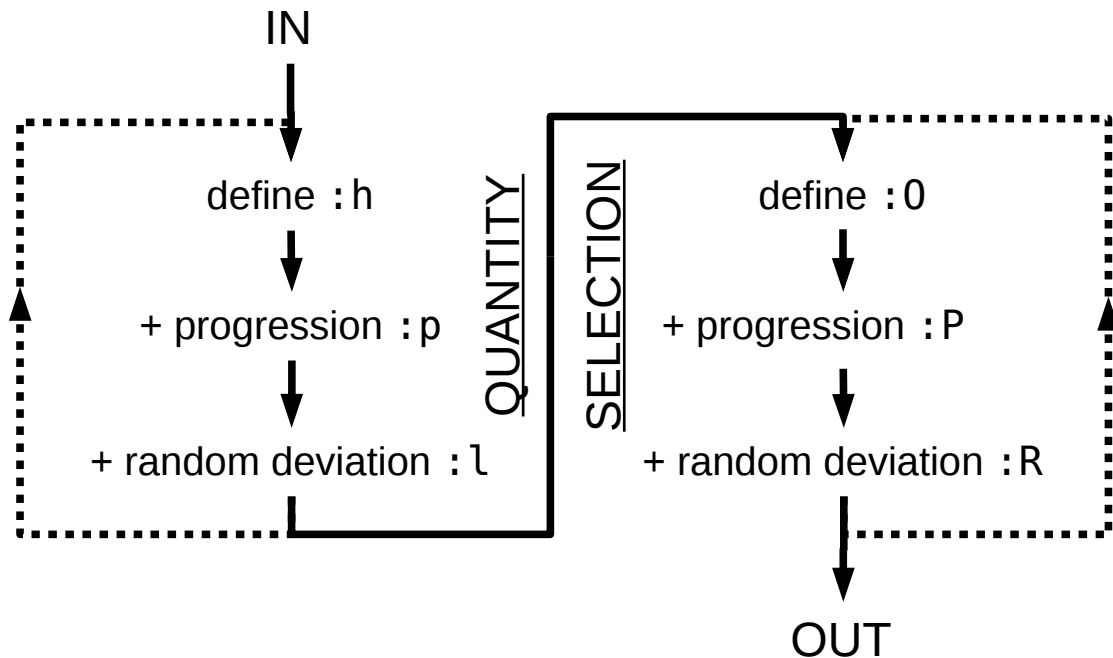 IN
define :h
+ progression :p
+ random deviation :l
QUANTITY
SELECTION
define :O
+ progression :P
+ random deviation :R
OUT